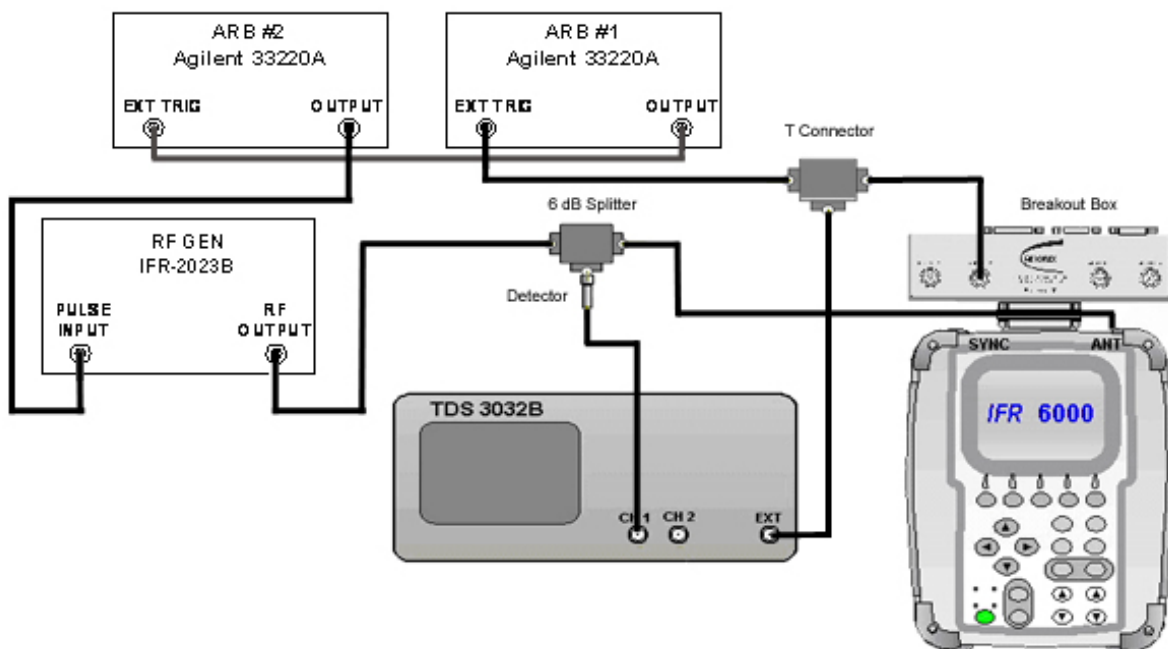 ARB #2
Agilent 33220A
EXT TRIG
OUTPUT
ARB #1
Agilent 33220A
EXT TRIG
OUTPUT
T Connector
6 dB Splitter
Breakout Box
RF GEN
IFR-2023B
PULSE
INPUT
RF
OUTPUT
Detector
SYNC
ANT
IFR 6000
TDS 3032B
CH 1
CH 2
EXT